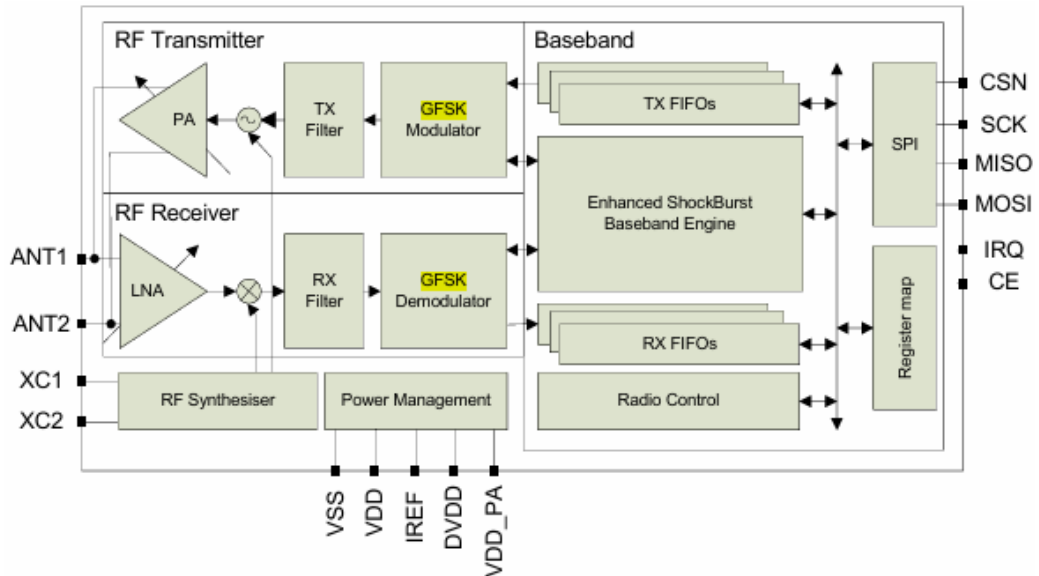 RF Transmitter
Baseband
PA
TX
Filter
GFSK
Modulator
TX FIFOs
SPI
CSN
SCK
MISO
MOSI
IRQ
CE
Enhanced ShockBurst
Baseband Engine
RF Receiver
ANT1
ANT2
LNA
RX
Filter
GFSK
Demodulator
RX FIFOs
Register map
XC1
XC2
RF Synthesiser
Power Management
Radio Control
VSS
VDD
IREF
DVDD
VDD_PA